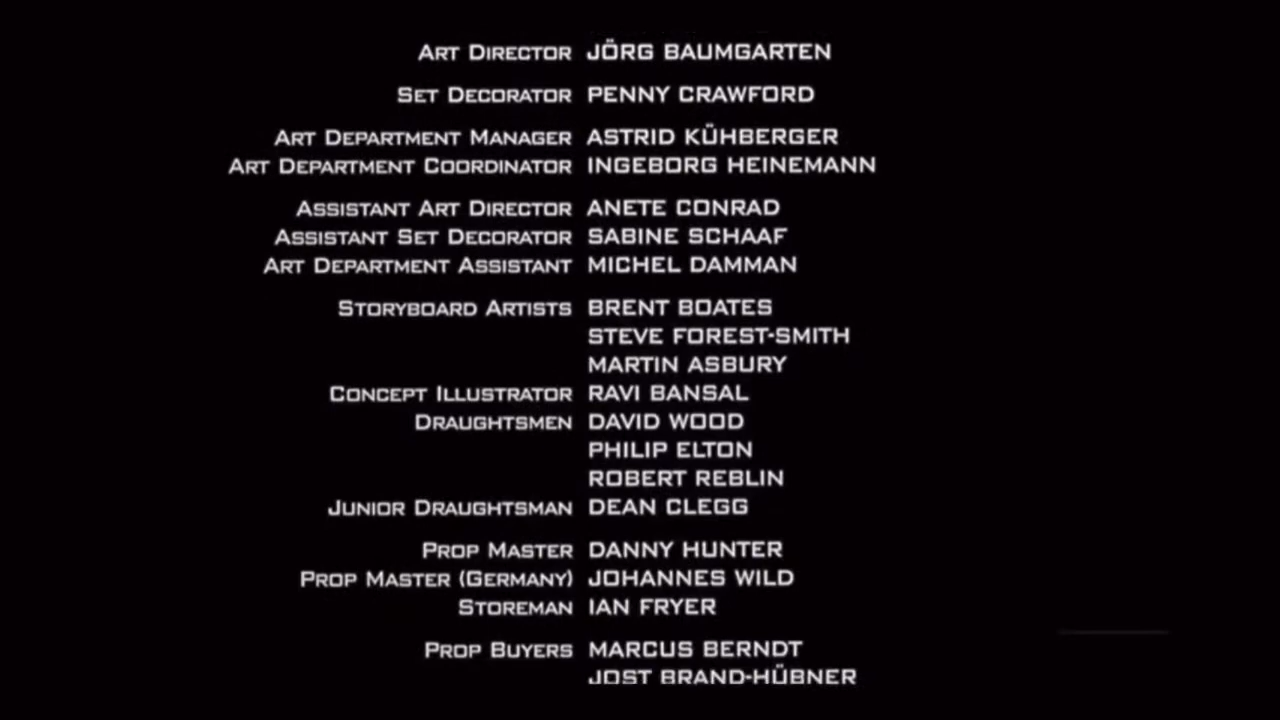 Art Director JÖRG BAUMGARTEN
Set Decorator PENNY CRAWFORD
Art Department Manager ASTRID KÜHBERGER
Art Department Coordinator INGEBORG HEINEMANN
Assistant Art Director ANETE CONRAD
Assistant Set Decorator SABINE SCHAAF
Art Department Assistant MICHEL DAMMAN
Storyboard Artists BRENT BOATES
STEVE FOREST-SMITH
MARTIN ASBURY
Concept Illustrator RAVI BANSAL
Draughtsmen DAVID WOOD
PHILIP ELTON
ROBERT REBLIN
Junior Draughtsman DEAN CLEGG
Prop Master DANNY HUNTER
Prop Master (Germany) JOHANNES WILD
Storeman IAN FRYER
Prop Buyers MARCUS BERNDT
JOST BRAND-HÜBNER